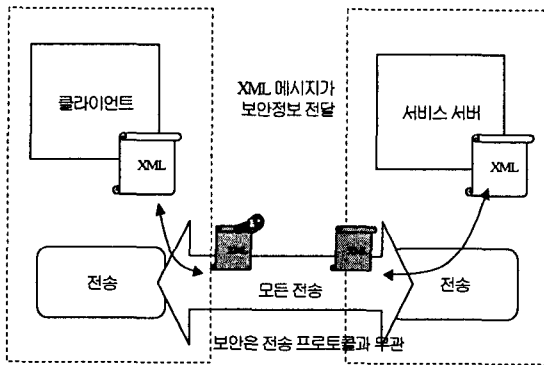 클라이언트
XML
XML 메시지가
보안정보 전달
서비스 서버
XML
XML
XML
전송
모든 전송
전송
보안은 전송 프로토콜과 무관